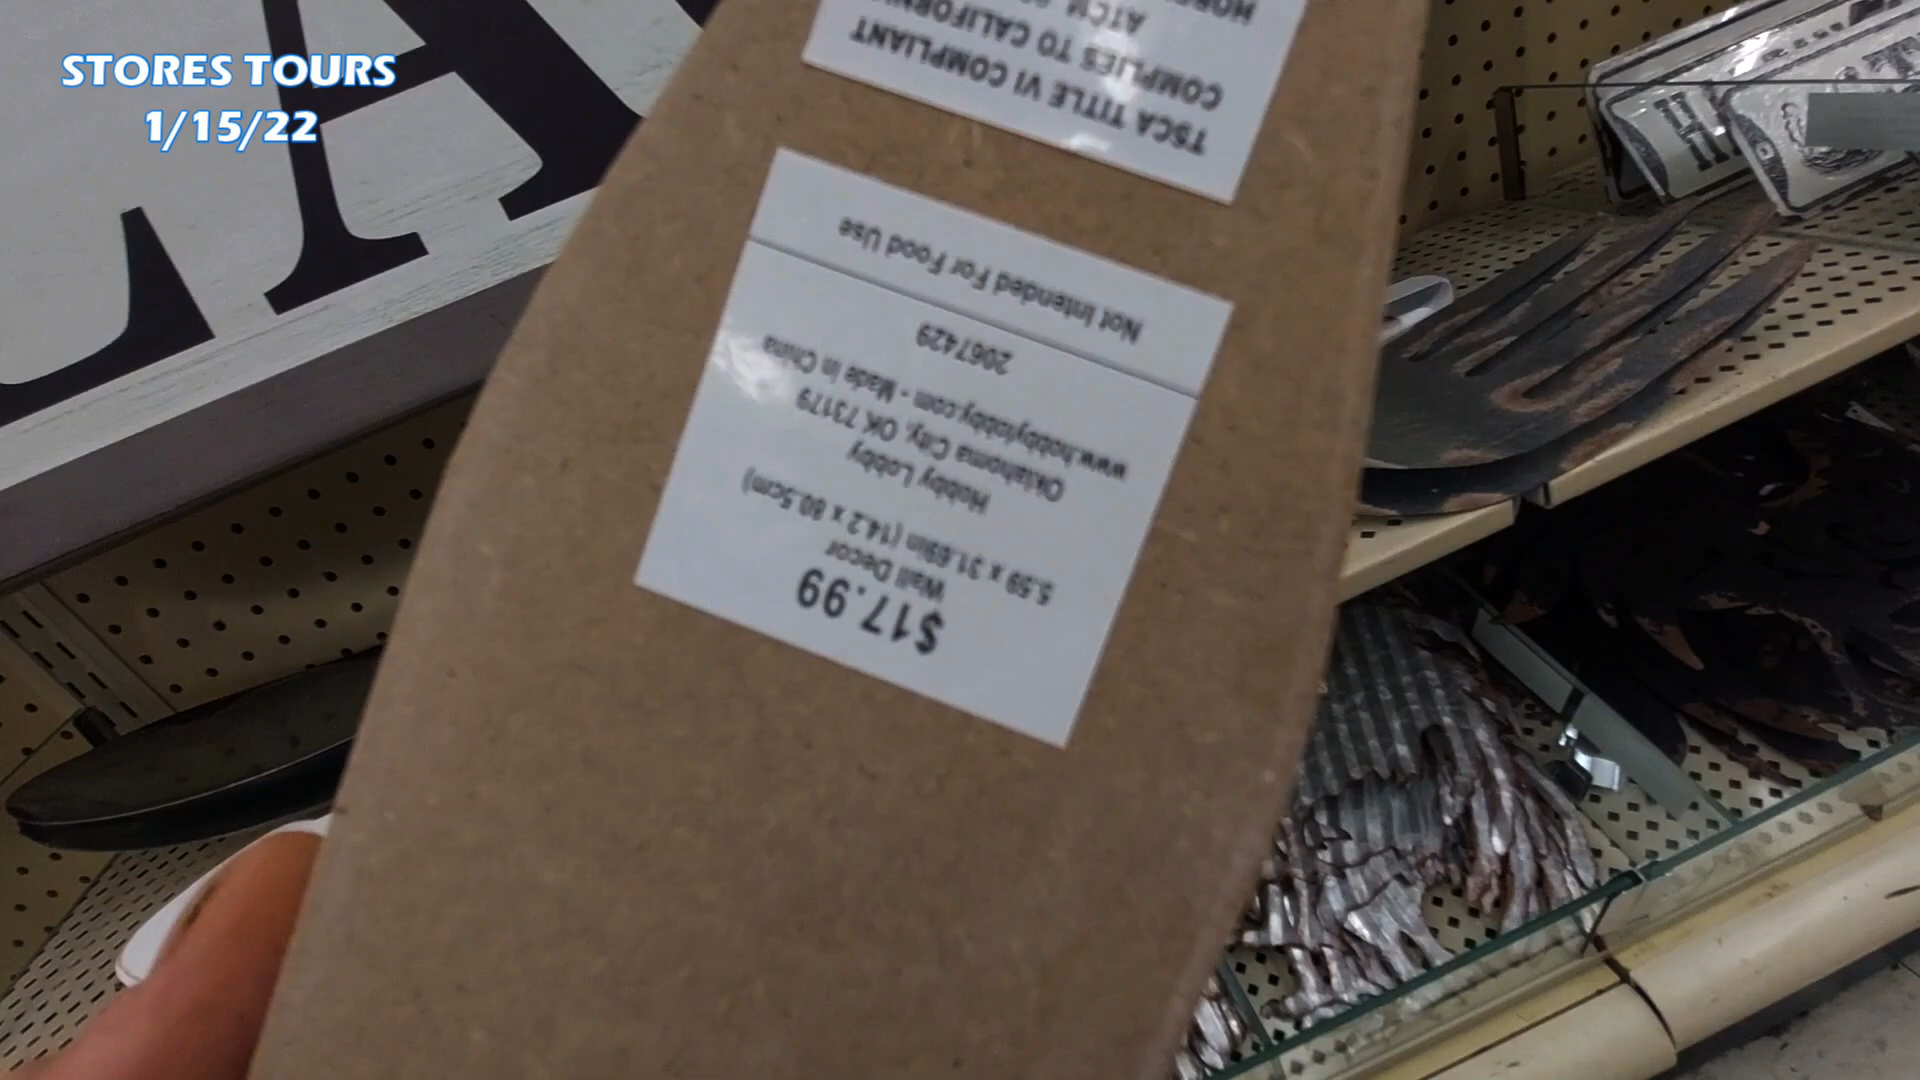 STORES TOURS
1/15/22
$17.99
Wall Decor
5.59 x 31.69in (14.2 x 80.5cm)
Hobby Lobby
Oklahoma City, OK 73179
www.hobbylobby.com - Made in China
2067429
Not Intended For Food Use
TSCA TITLE VI COMPLIANT
COMPLIES TO
ATCM